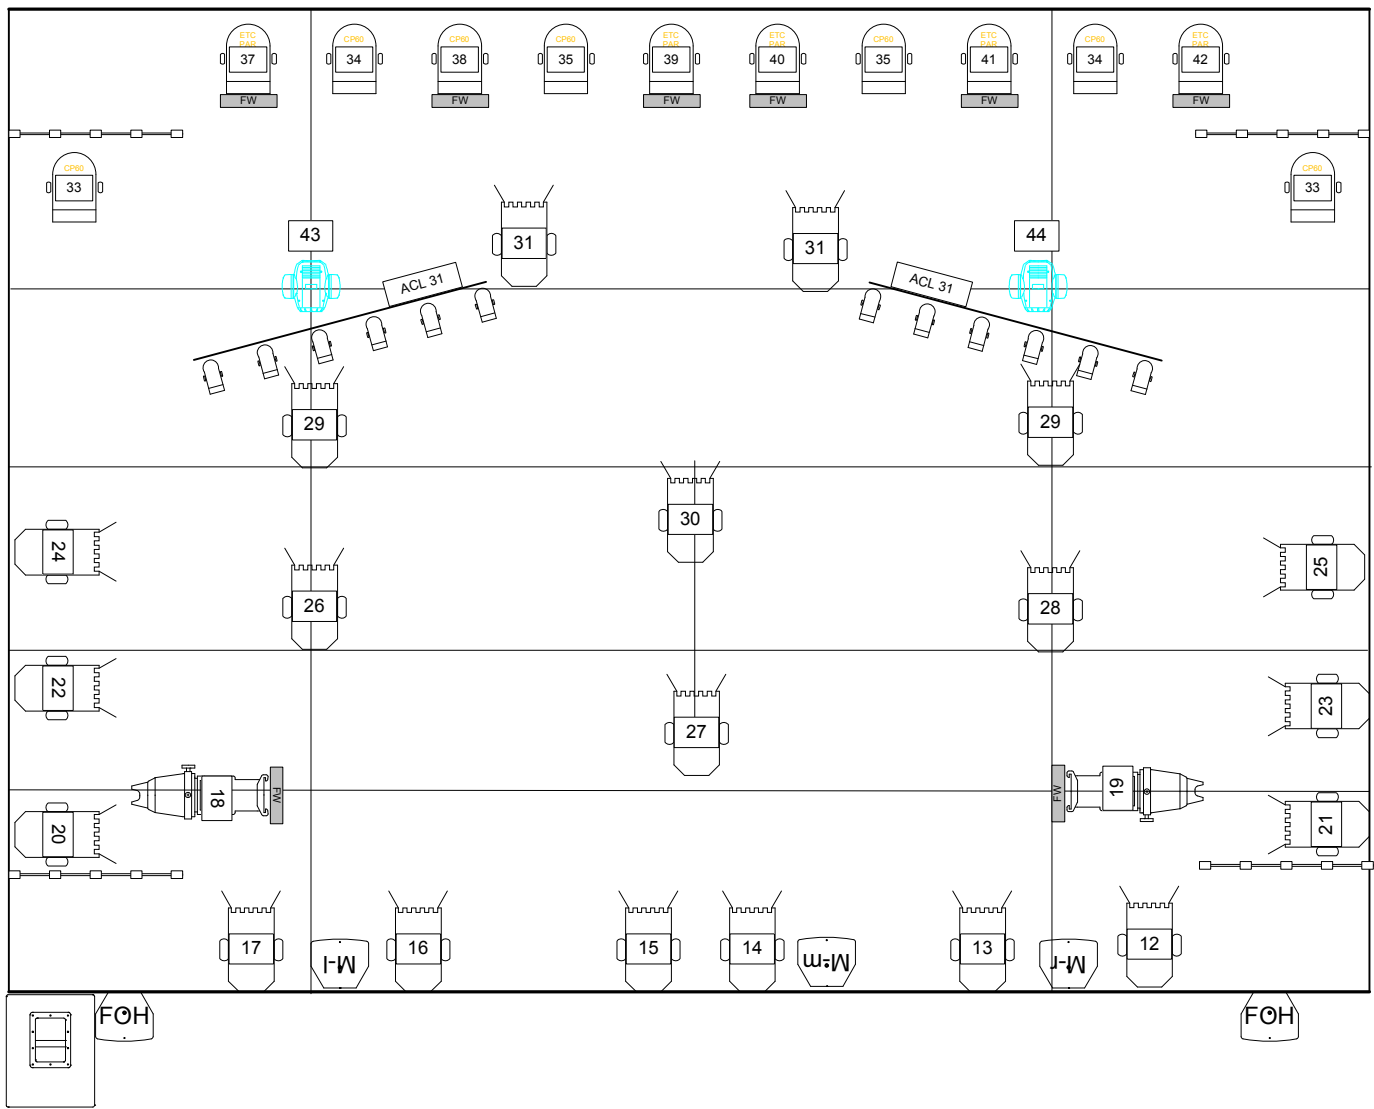 ETC
PAR
37
FW
CP60
34
CP60
38
FW
CP60
35
ETC
PAR
39
FW
ETC
PAR
40
FW
CP60
35
ETC
PAR
41
FW
CP60
34
ETC
PAR
42
FW
CP60
33
CP60
33
43
31
31
44
ACL 31
ACL 31
29
29
30
24
25
26
28
22
23
27
18
FW
FW
19
20
21
17
M-l
16
15
14
M-m
13
M-r
12
FOH
FOH